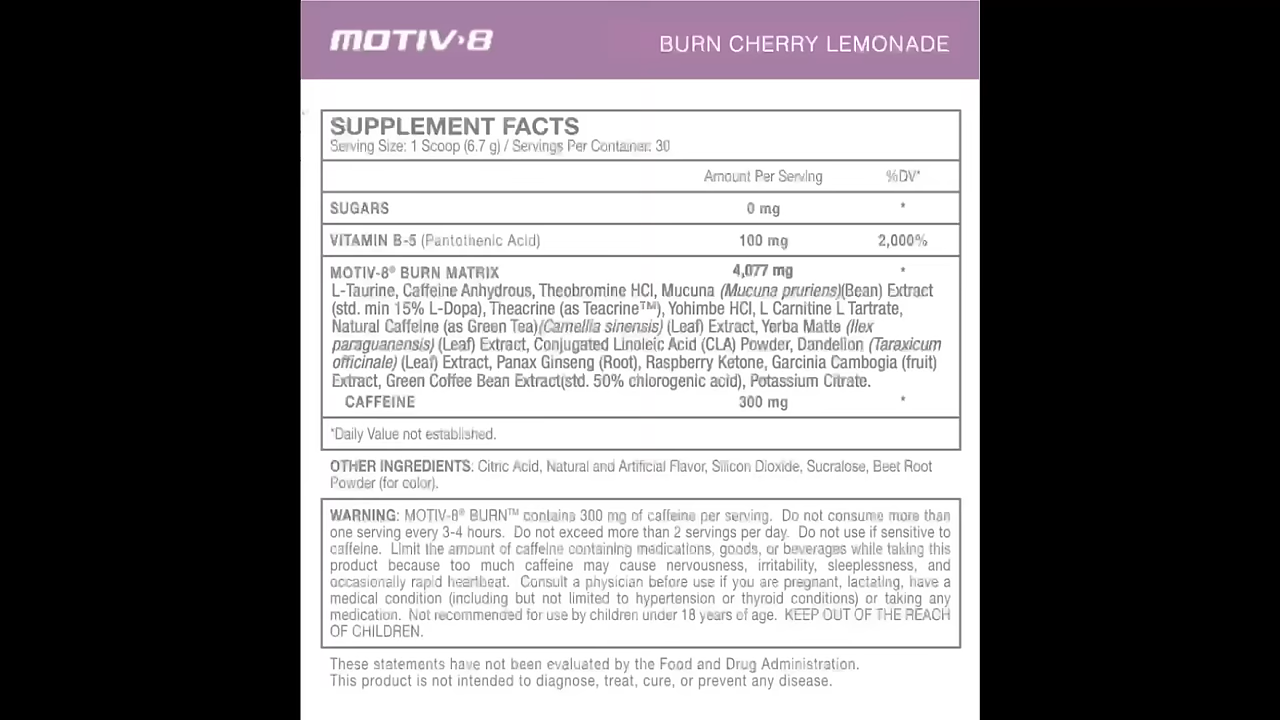 MOTIV›8
BURN CHERRY LEMONADE
SUPPLEMENT FACTS
Serving Size: 1 Scoop (6.7 g) / Servings Per Container: 30
Amount Per Serving %DV*
SUGARS 0 mg *
VITAMIN B-5 (Pantothenic Acid) 100 mg 2,000%
MOTIV-8® BURN MATRIX 4,077 mg *
L-Taurine, Caffeine Anhydrous, Theobromine HCl, Mucuna (Mucuna pruriens)(Bean) Extract
(std. min 15% L-Dopa), Theacrine (as Teacrine™), Yohimbe HCl, L Carnitine L Tartrate,
Natural Caffeine (as Green Tea)(Camellia sinensis) (Leaf) Extract, Yerba Matte (Ilex
paraguanensis) (Leaf) Extract, Conjugated Linoleic Acid (CLA) Powder, Dandelion (Taraxicum
officinale) (Leaf) Extract, Panax Ginseng (Root), Raspberry Ketone, Garcinia Cambogia (fruit)
Extract, Green Coffee Bean Extract(std. 50% chlorogenic acid), Potassium Citrate.
CAFFEINE 300 mg *
*Daily Value not established.
OTHER INGREDIENTS: Citric Acid, Natural and Artificial Flavor, Silicon Dioxide, Sucralose, Beet Root
Powder (for color).
WARNING: MOTIV-8® BURN™ contains 300 mg of caffeine per serving. Do not consume more than
one serving every 3-4 hours. Do not exceed more than 2 servings per day. Do not use if sensitive to
caffeine. Limit the amount of caffeine containing medications, goods, or beverages while taking this
product because too much caffeine may cause nervousness, irritability, sleeplessness, and
occasionally rapid heartbeat. Consult a physician before use if you are pregnant, lactating, have a
medical condition (including but not limited to hypertension or thyroid conditions) or taking any
medication. Not recommended for use by children under 18 years of age. KEEP OUT OF THE REACH
OF CHILDREN.
These statements have not been evaluated by the Food and Drug Administration.
This product is not intended to diagnose, treat, cure, or prevent any disease.